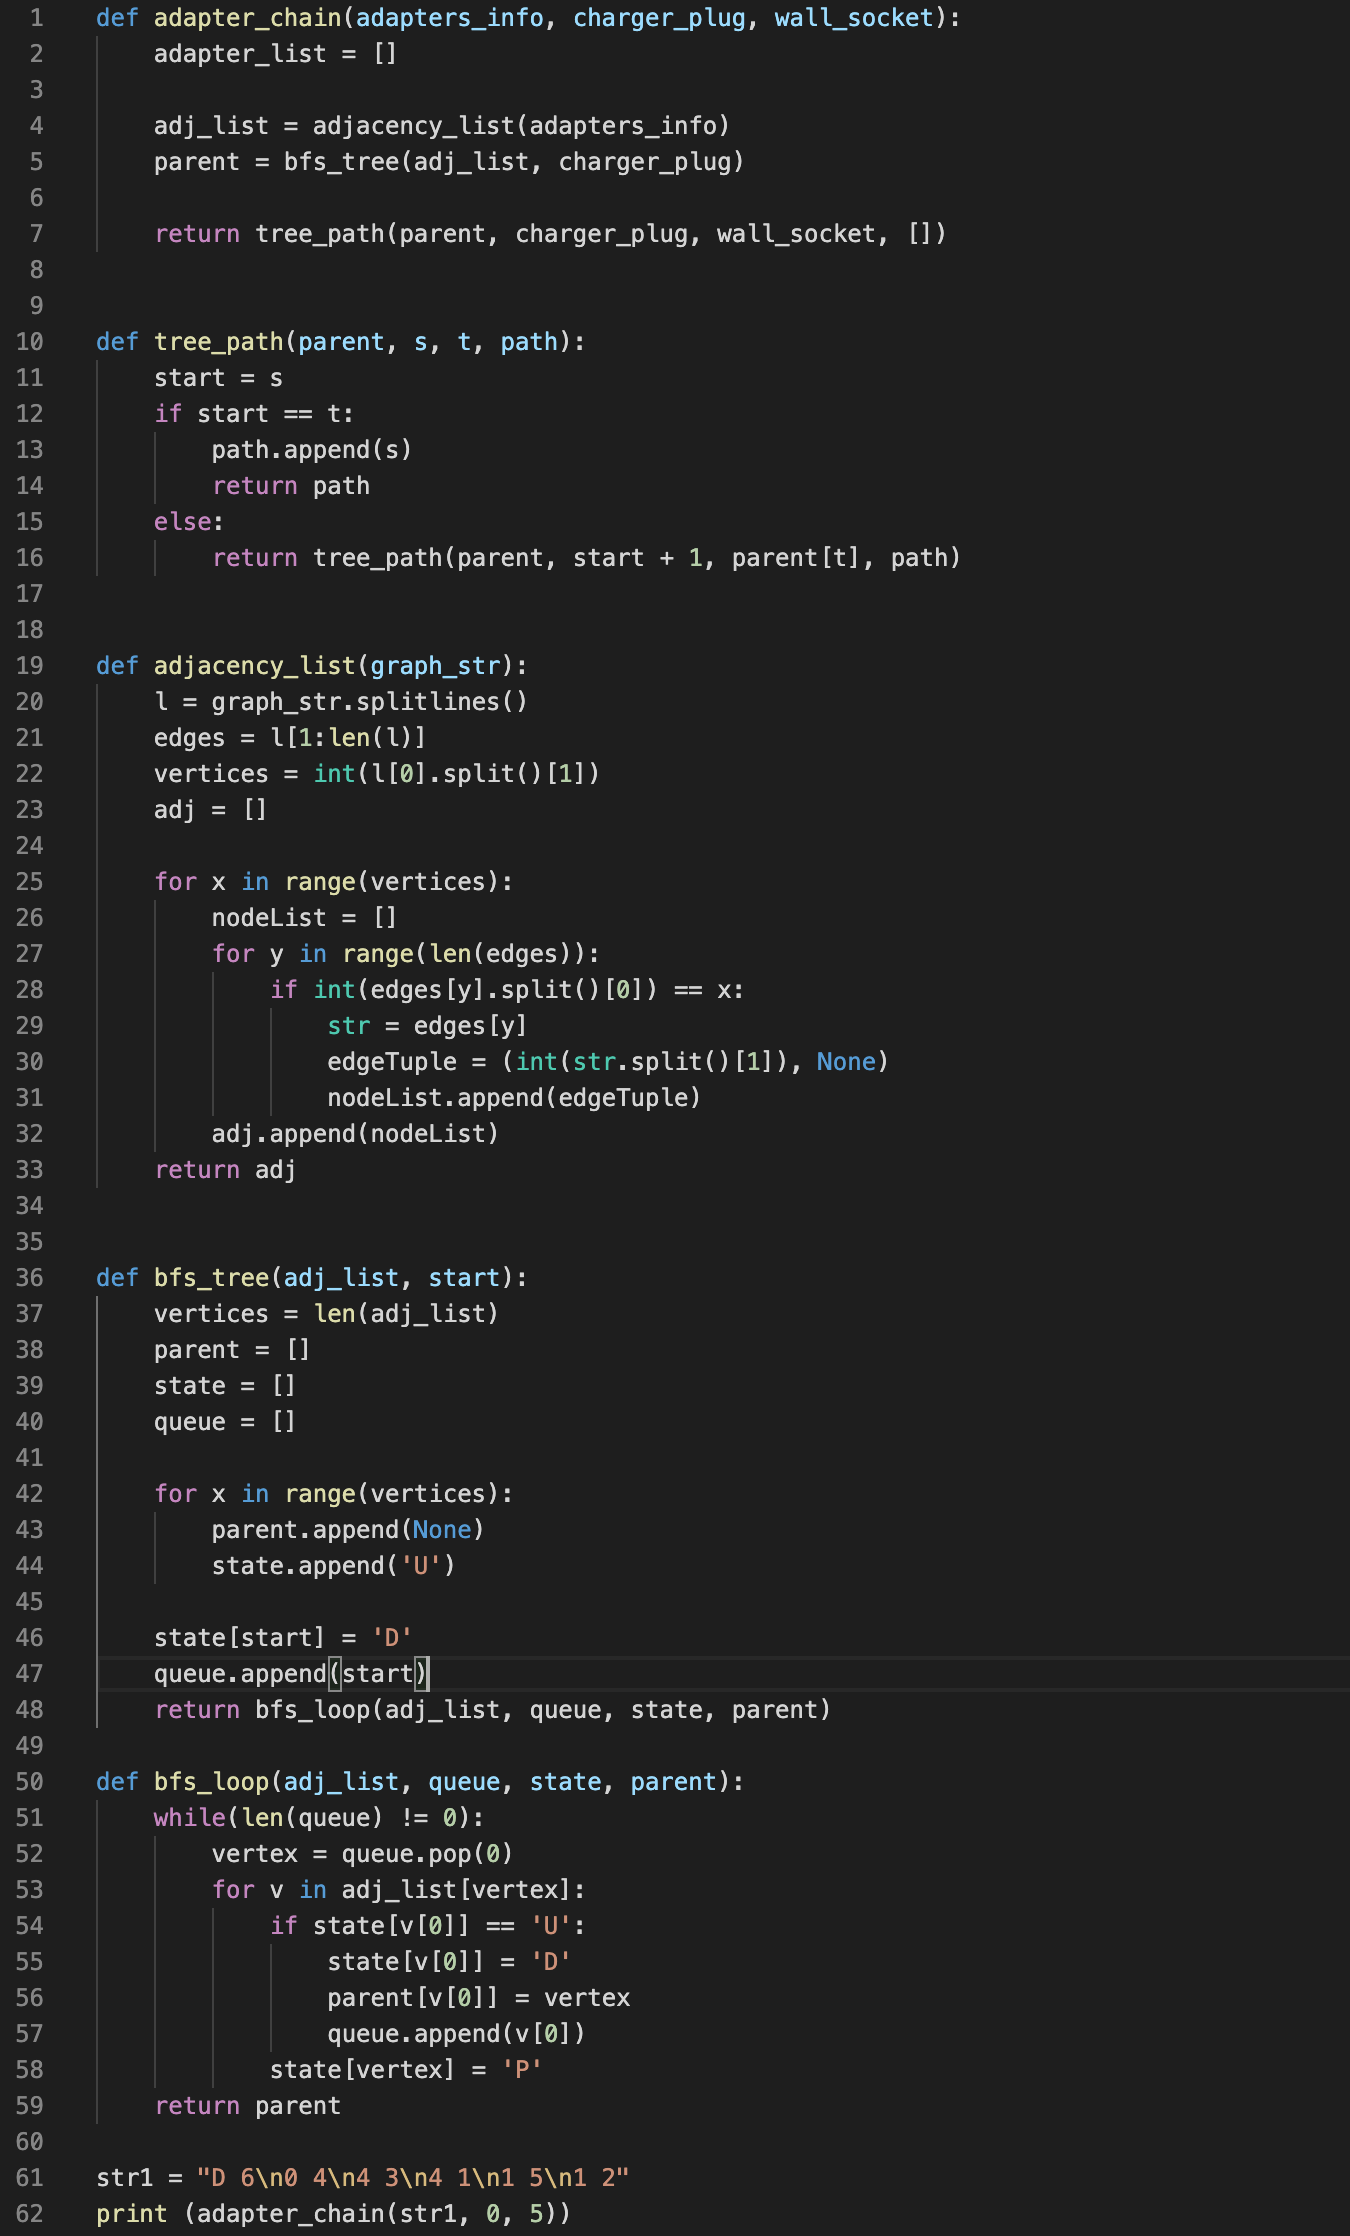 1 def adapter_chain(adapters_info, charger_plug, wall_socket):
2     adapter_list = []
3
4     adj_list = adjacency_list(adapters_info)
5     parent = bfs_tree(adj_list, charger_plug)
6
7     return tree_path(parent, charger_plug, wall_socket, [])
8
9
10 def tree_path(parent, s, t, path):
11     start = s
12     if start == t:
13         path.append(s)
14         return path
15     else:
16         return tree_path(parent, start + 1, parent[t], path)
17
18
19 def adjacency_list(graph_str):
20     l = graph_str.splitlines()
21     edges = l[1:len(l)]
22     vertices = int(l[0].split()[1])
23     adj = []
24
25     for x in range(vertices):
26         nodeList = []
27         for y in range(len(edges)):
28             if int(edges[y].split()[0]) == x:
29                 str = edges[y]
30                 edgeTuple = (int(str.split()[1]), None)
31                 nodeList.append(edgeTuple)
32         adj.append(nodeList)
33     return adj
34
35
36 def bfs_tree(adj_list, start):
37     vertices = len(adj_list)
38     parent = []
39     state = []
40     queue = []
41
42     for x in range(vertices):
43         parent.append(None)
44         state.append('U')
45
46     state[start] = 'D'
47     queue.append(start)
48     return bfs_loop(adj_list, queue, state, parent)
49
50 def bfs_loop(adj_list, queue, state, parent):
51     while(len(queue) != 0):
52         vertex = queue.pop(0)
53         for v in adj_list[vertex]:
54             if state[v[0]] == 'U':
55                 state[v[0]] = 'D'
56                 parent[v[0]] = vertex
57                 queue.append(v[0])
58             state[vertex] = 'P'
59     return parent
60
61 str1 = "D 6\n0 4\n4 3\n4 1\n1 5\n1 2"
62 print (adapter_chain(str1, 0, 5))